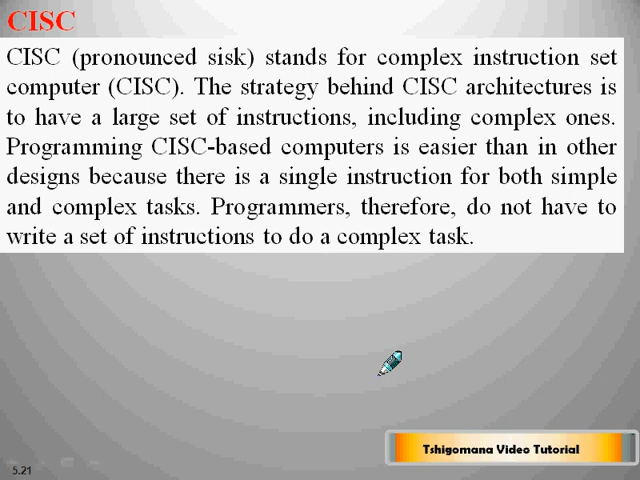 CISC
CISC (pronounced sisk) stands for complex instruction set
computer (CISC). The strategy behind CISC architectures is
to have a large set of instructions, including complex ones.
Programming CISC-based computers is easier than in other
designs because there is a single instruction for both simple
and complex tasks. Programmers, therefore, do not have to
write a set of instructions to do a complex task.
Tshigomana Video Tutorial
5.21